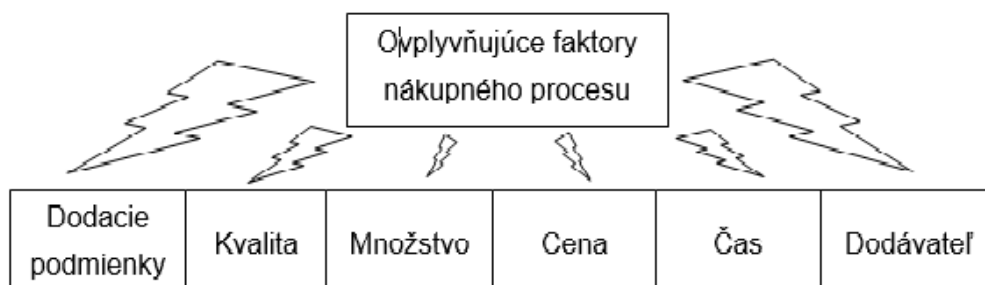 Ovplyvňujúce faktory
nákupného procesu
Dodacie
podmienky
Kvalita
Množstvo
Cena
Čas
Dodávateľ